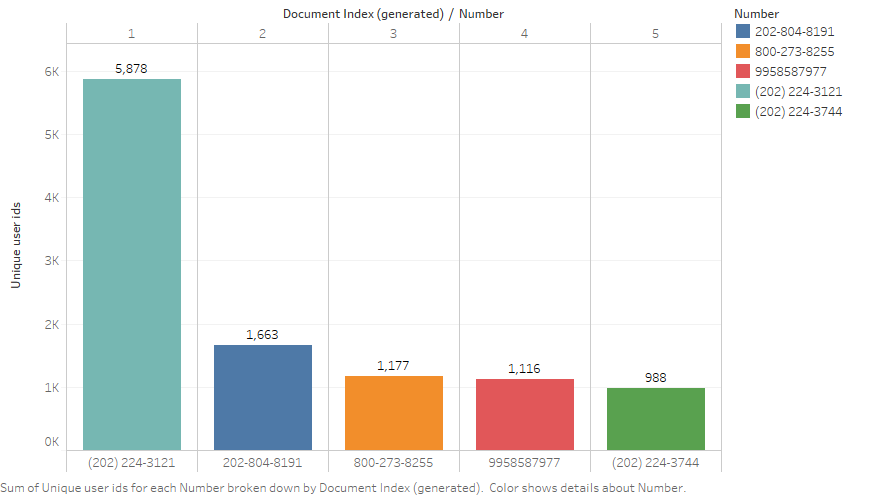 Document Index (generated) / Number
1 2 3 4 5
Unique user ids
6K
5K
4K
3K
2K
1K
0K
5,878
1,663
1,177
1,116
988
(202) 224-3121 202-804-8191 800-273-8255 9958587977 (202) 224-3744
Number
202-804-8191
800-273-8255
9958587977
(202) 224-3121
(202) 224-3744
Sum of Unique user ids for each Number broken down by Document Index (generated). Color shows details about Number.